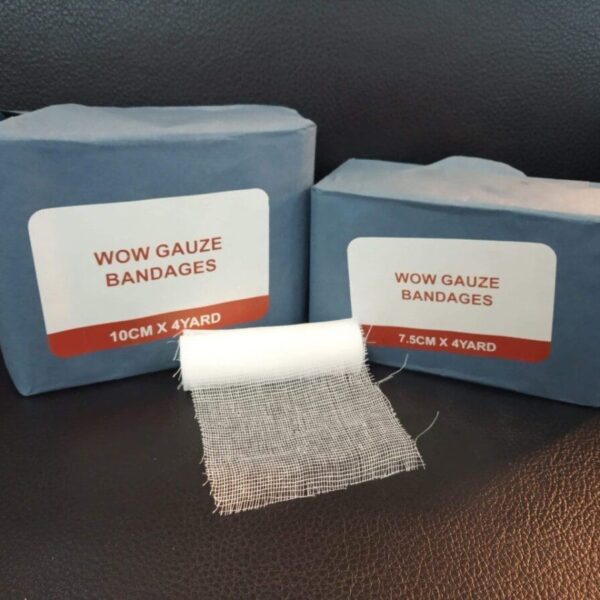 WOW GAUZE
BANDAGES
10CM X 4YARD
WOW GAUZE
BANDAGES
7.5CM X 4YARD